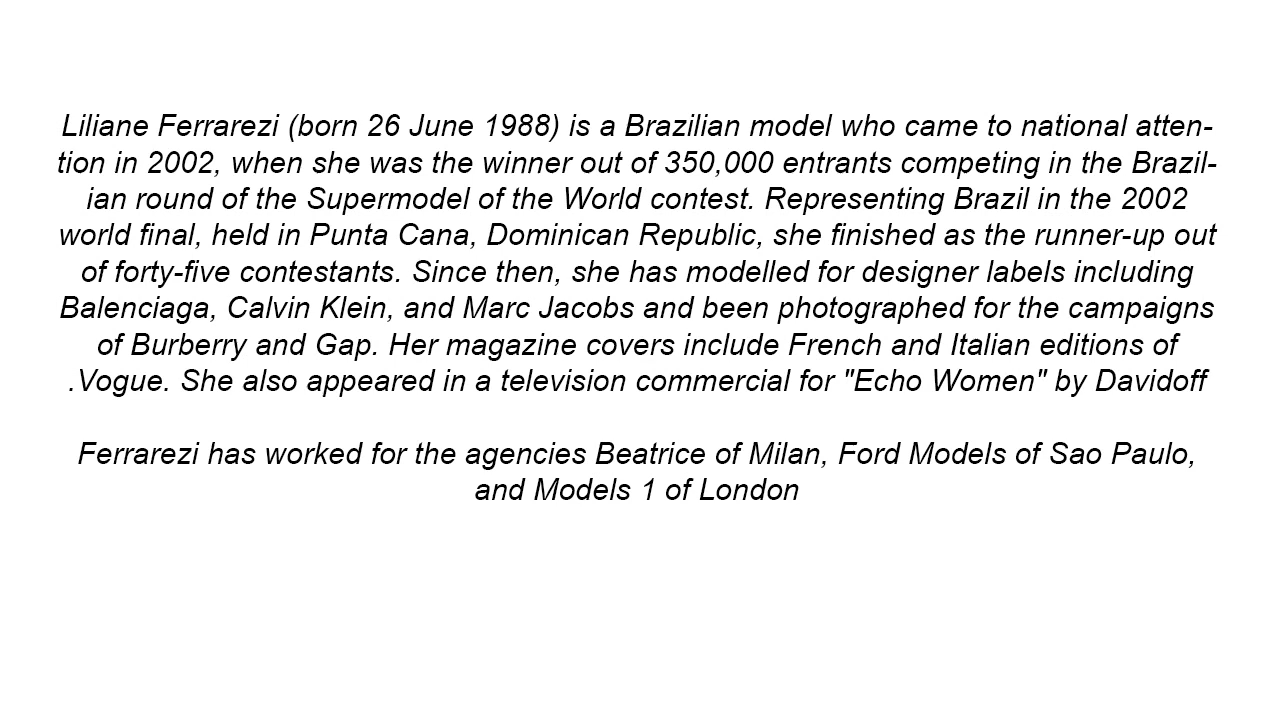 Liliane Ferrarezi (born 26 June 1988) is a Brazilian model who came to national atten-
tion in 2002, when she was the winner out of 350,000 entrants competing in the Brazil-
ian round of the Supermodel of the World contest. Representing Brazil in the 2002
world final, held in Punta Cana, Dominican Republic, she finished as the runner-up out
of forty-five contestants. Since then, she has modelled for designer labels including
Balenciaga, Calvin Klein, and Marc Jacobs and been photographed for the campaigns
of Burberry and Gap. Her magazine covers include French and Italian editions of
.Vogue. She also appeared in a television commercial for "Echo Women" by Davidoff
Ferrarezi has worked for the agencies Beatrice of Milan, Ford Models of Sao Paulo,
and Models 1 of London